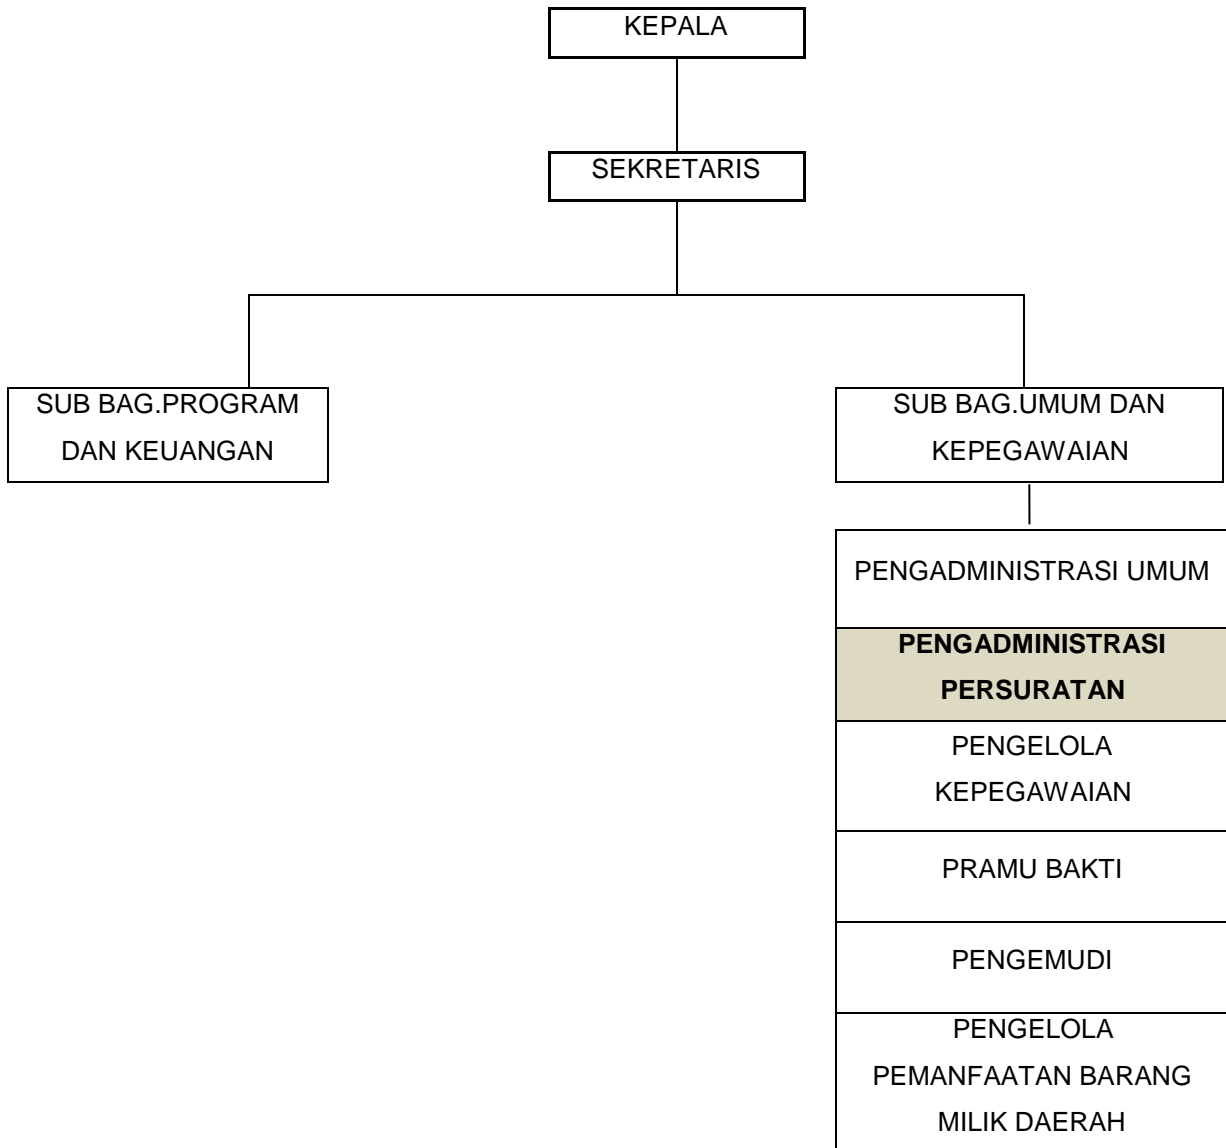 KEPALA
SEKRETARIS
SUB BAG.PROGRAM
DAN KEUANGAN
SUB BAG.UMUM DAN
KEPEGAWAIAN
PENGADMINISTRASI UMUM
PENGADMINISTRASI
PERSURATAN
PENGELOLA
KEPEGAWAIAN
PRAMU BAKTI
PENGEMUDI
PENGELOLA
PEMANFAATAN BARANG
MILIK DAERAH